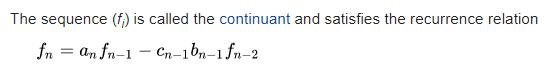 The sequence (fᵢ) is called the continuant and satisfies the recurrence relation
fₙ = aₙfₙ₋₁ − cₙ₋₁bₙ₋₁fₙ₋₂